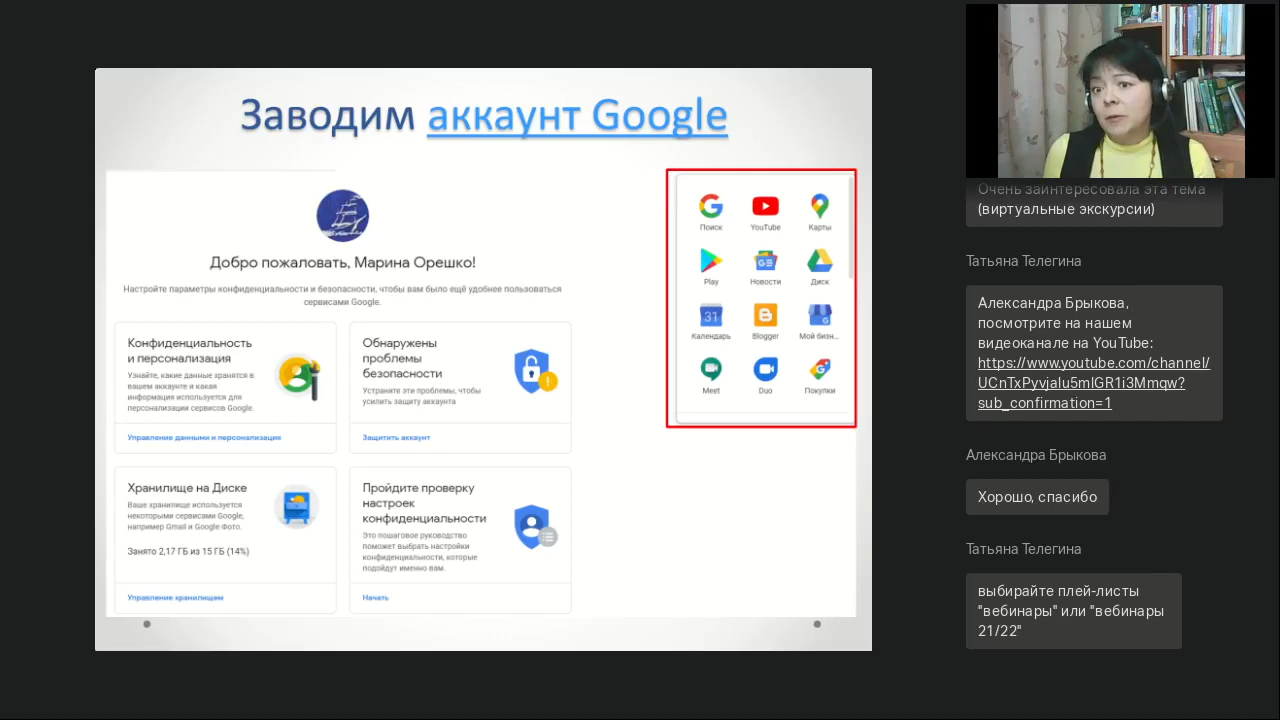 Заводим аккаунт Google
Добро пожаловать, Марина Орешко!
Настройте параметры конфиденциальности и безопасности, чтобы вам было ещё удобнее пользоваться
сервисами Google.
Конфиденциальность
и персонализация
Узнайте, какие данные хранятся в
вашем аккаунте и какая
информация используется для
персонализации сервисов Google.
Управление данными и персонализация
Обнаружены
проблемы
безопасности
Устраните эти проблемы, чтобы
усилить защиту аккаунта
Защитить аккаунт
Хранилище на Диске
Ваше хранилище используется
некоторыми сервисами Google,
например Gmail и Google Фото.
Занято 2,17 ГБ из 15 ГБ (14%)
Управление хранилищем
Пройдите проверку
настроек
конфиденциальности
Это пошаговое руководство
поможет выбрать настройки
конфиденциальности, которые
подойдут именно вам.
Начать
Поиск YouTube Карты
Play Новости Диск
31
Календарь Blogger Мой бизн...
Meet Duo Покупки
Очень заинтересовала эта тема
(виртуальные экскурсии)
Татьяна Телегина
Александра Брыкова,
посмотрите на нашем
видеоканале на YouTube:
https://www.youtube.com/channel/
UCnTxPyvjalu5mIGR1i3Mmqw?
sub_confirmation=1
Александра Брыкова
Хорошо, спасибо
Татьяна Телегина
выбирайте плей-листы
"вебинары" или "вебинары
21/22"